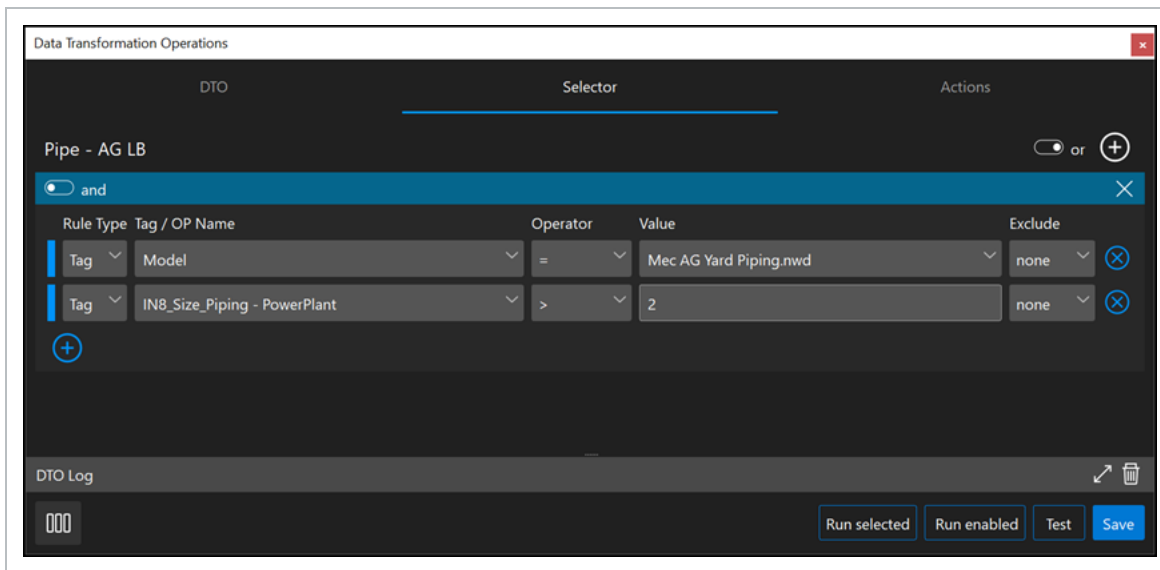 Data Transformation Operations
DTO Selector Actions
Pipe - AG LB or
and
Rule Type Tag / OP Name Operator Value Exclude
Tag Model = Mec AG Yard Piping.nwd none
Tag IN8_Size_Piping - PowerPlant > 2 none
DTO Log
Run selected Run enabled Test Save